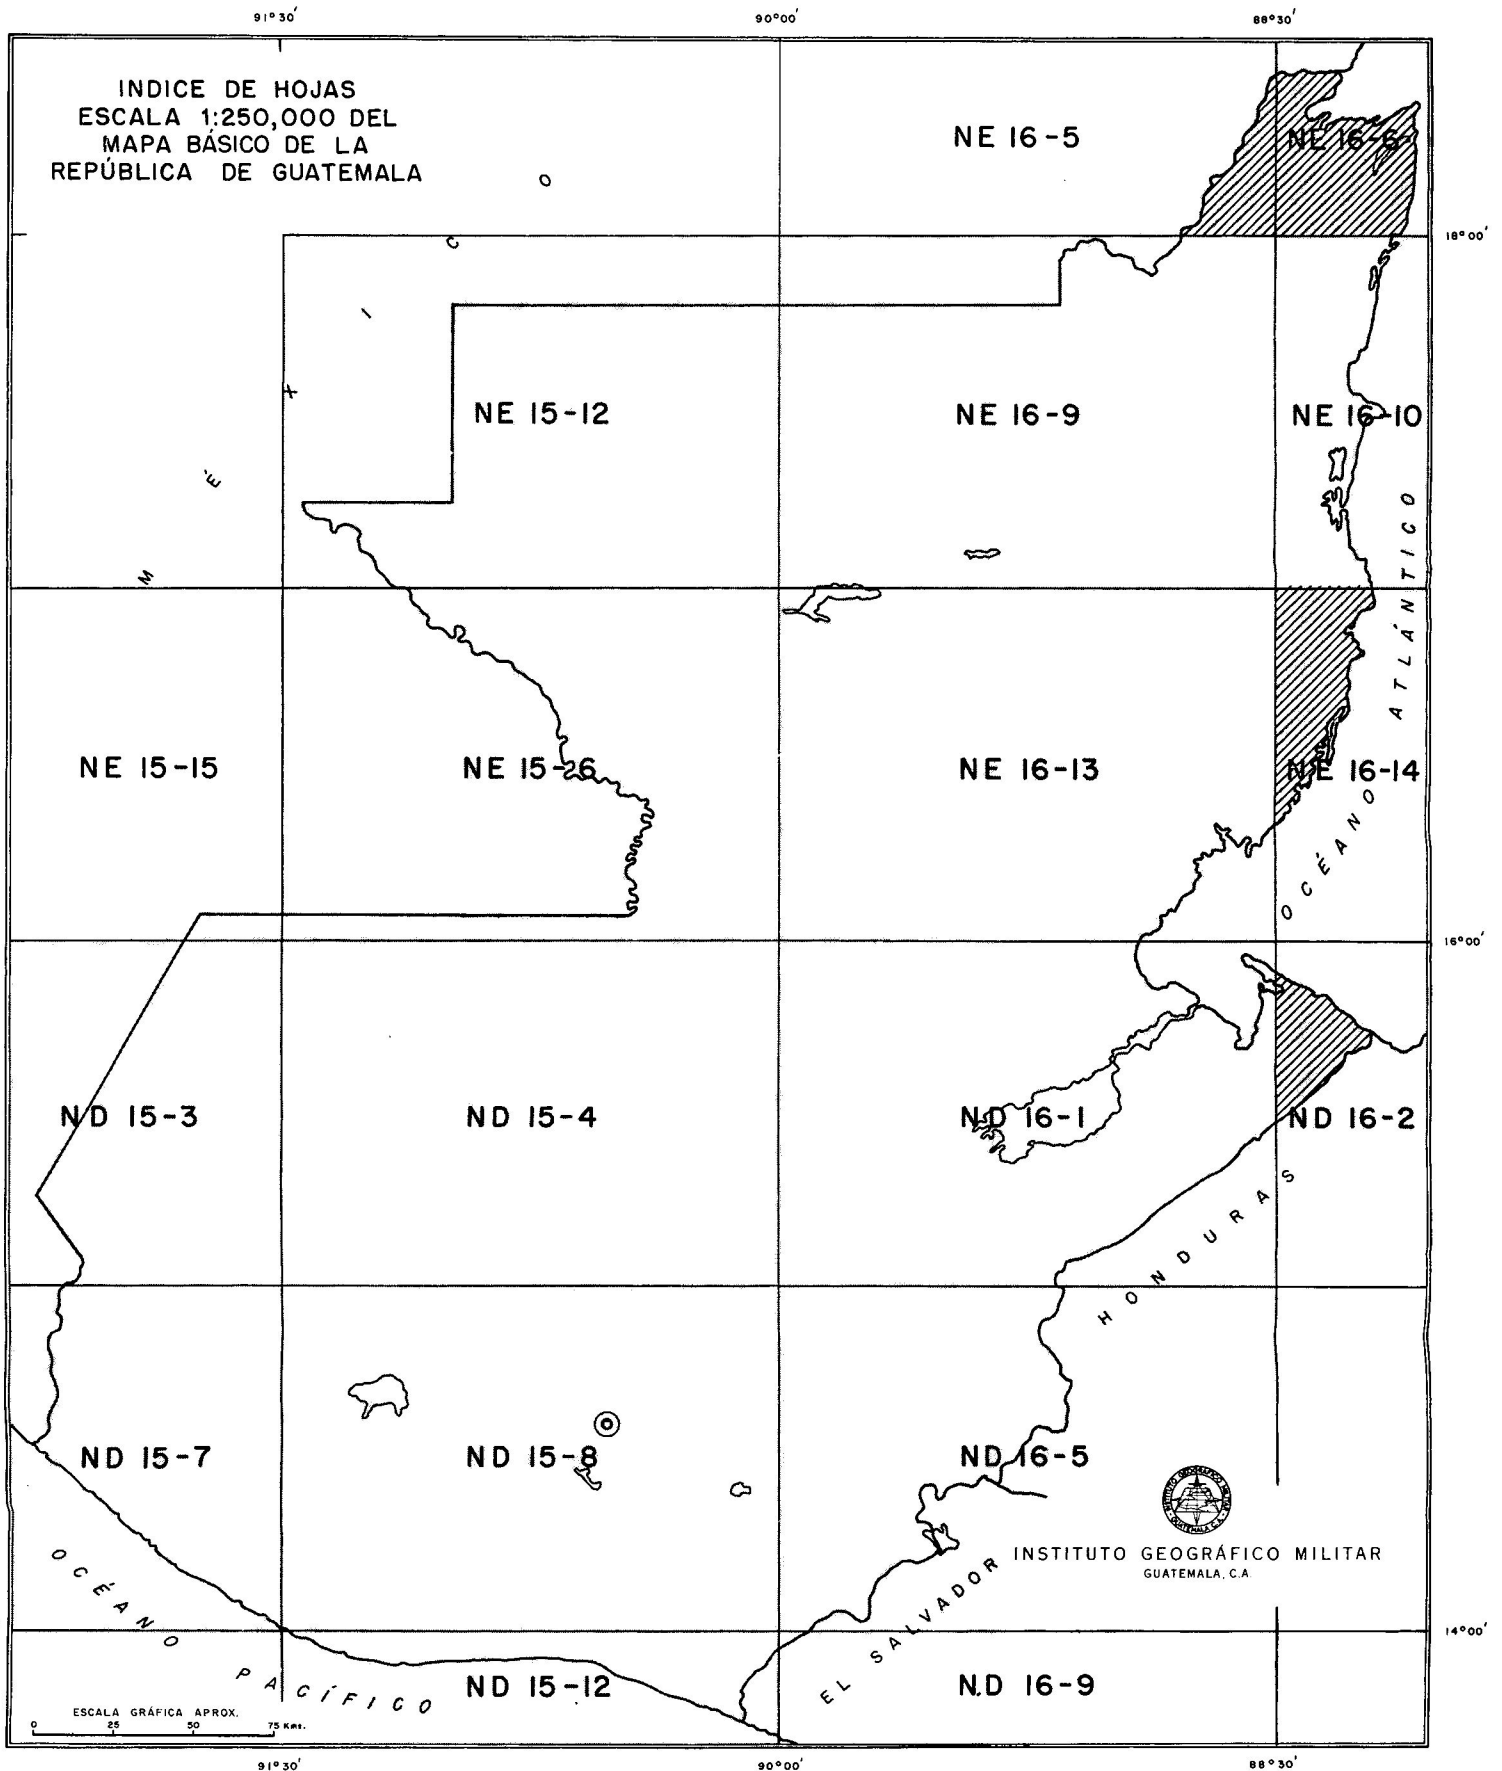 91°30'
90°00'
88°30'
INDICE DE HOJAS
ESCALA 1:250,000 DEL
MAPA BÁSICO DE LA
REPÚBLICA DE GUATEMALA
NE 16-5
NE 16-6
18°00'
MÉXICO
NE 15-12
NE 16-9
NE 16-10
OCÉANO ATLÁNTICO
NE 15-15
NE 15-16
NE 16-13
NE 16-14
16°00'
ND 15-3
ND 15-4
ND 16-1
ND 16-2
HONDURAS
ND 15-7
ND 15-8
ND 16-5
INSTITUTO GEOGRÁFICO MILITAR
GUATEMALA C.A.
INSTITUTO GEOGRÁFICO MILITAR
GUATEMALA, C.A.
OCÉANO PACÍFICO
EL SALVADOR
14°00'
ND 15-12
N.D 16-9
ESCALA GRÁFICA APROX.
0 25 50 75 Kms.
91°30'
90°00'
88°30'